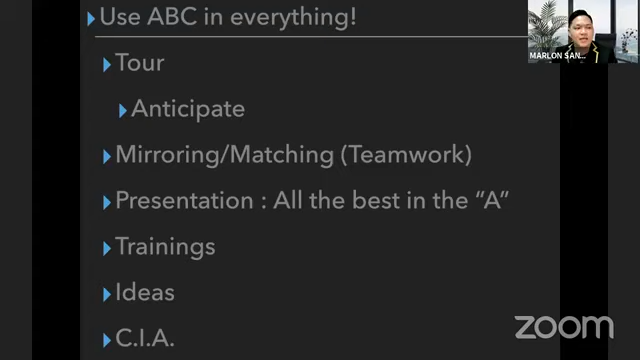 Use ABC in everything!
MARLON SAN...
Tour
Anticipate
Mirroring/Matching (Teamwork)
Presentation : All the best in the “A”
Trainings
Ideas
C.I.A.
zoom